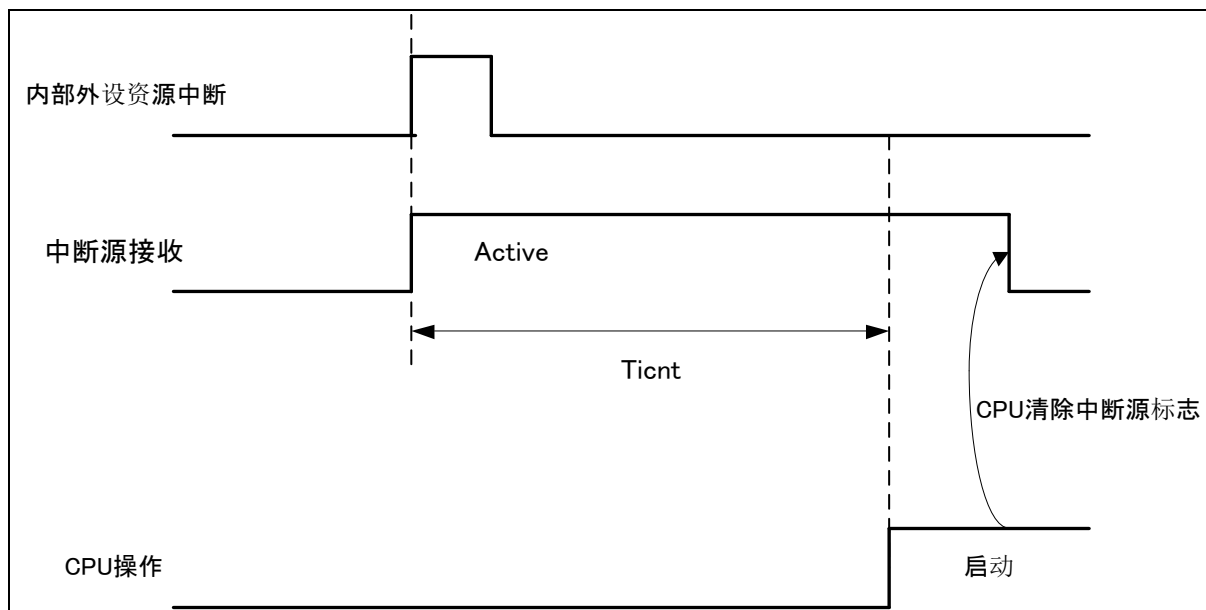 内部外设资源中断
中断源接收
Active
Ticnt
CPU清除中断源标志
CPU操作
启动